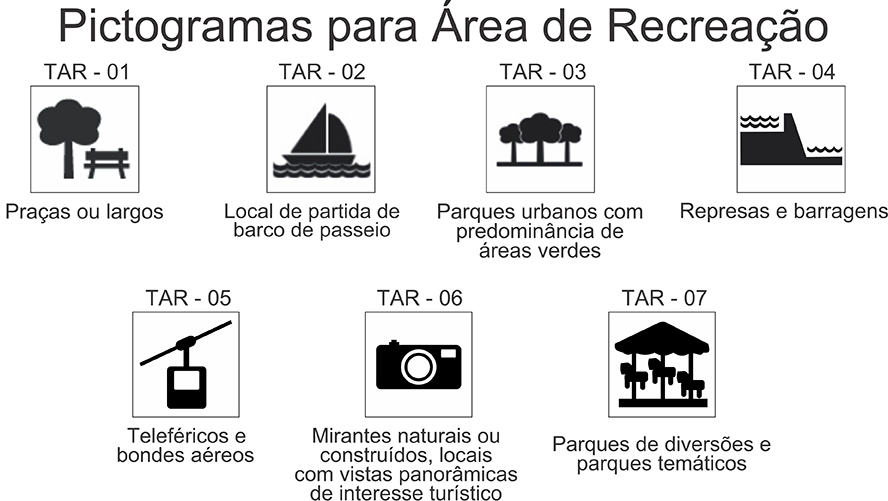 Pictogramas para Área de Recreação
TAR - 01
TAR - 02
TAR - 03
TAR - 04
Praças ou largos
Local de partida de
barco de passeio
Parques urbanos com
predominância de
áreas verdes
Represas e barragens
TAR - 05
TAR - 06
TAR - 07
Teleféricos e
bondes aéreos
Mirantes naturais ou
construídos, locais
com vistas panorâmicas
de interesse turístico
Parques de diversões e
parques temáticos